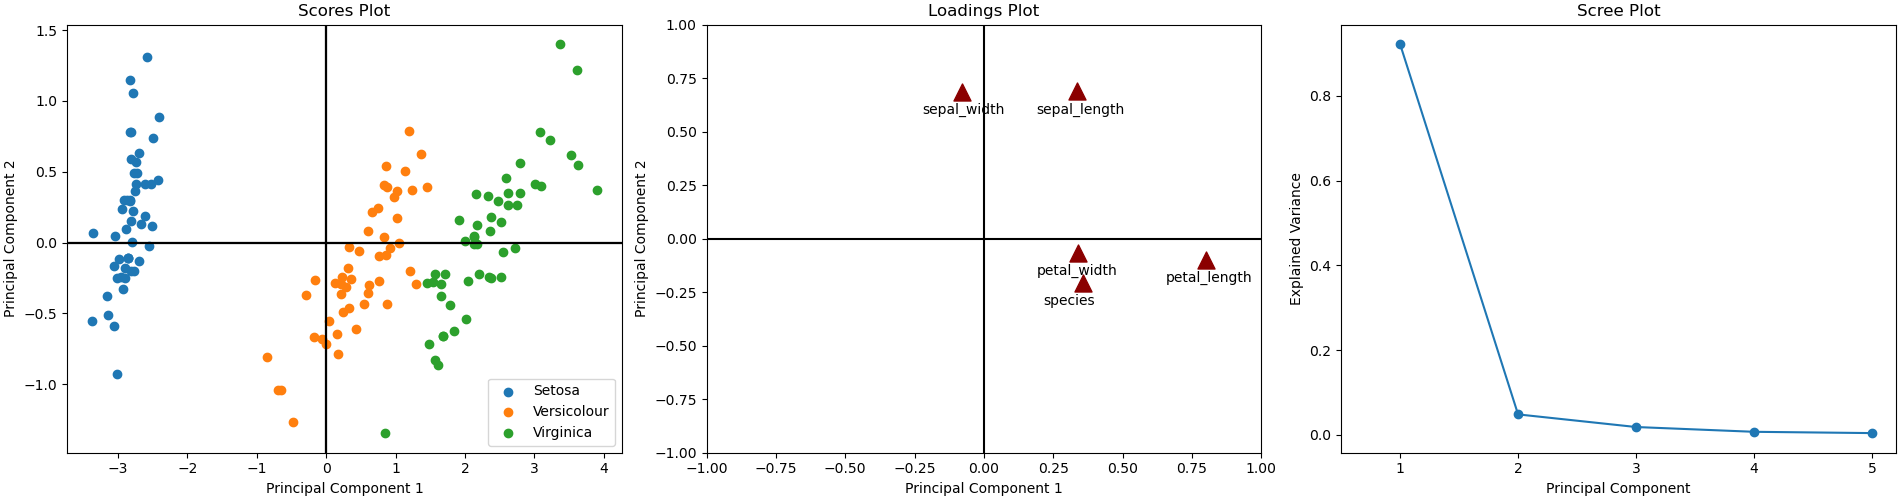 Scores Plot
Principal Component 2
1.5
1.0
0.5
0.0
−0.5
−1.0
−3
−2
−1
0
1
2
3
4
Principal Component 1
Setosa
Versicolour
Virginica
Loadings Plot
Principal Component 2
1.00
0.75
0.50
0.25
0.00
−0.25
−0.50
−0.75
−1.00
sepal_width
sepal_length
petal_width
petal_length
species
−1.00
−0.75
−0.50
−0.25
0.00
0.25
0.50
0.75
1.00
Principal Component 1
Scree Plot
Explained Variance
0.8
0.6
0.4
0.2
0.0
1
2
3
4
5
Principal Component